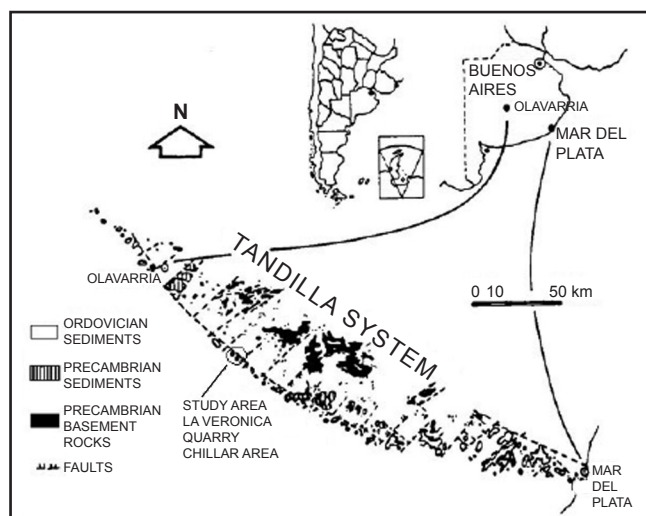 BUENOS
AIRES
OLAVARRIA
MAR DEL
PLATA
N
TANDILLA SYSTEM
OLAVARRIA
0 10 50 km
ORDOVICIAN
SEDIMENTS
PRECAMBRIAN
SEDIMENTS
PRECAMBRIAN
BASEMENT
ROCKS
FAULTS
STUDY AREA
LA VERONICA
QUARRY
CHILLAR AREA
MAR
DEL
PLATA